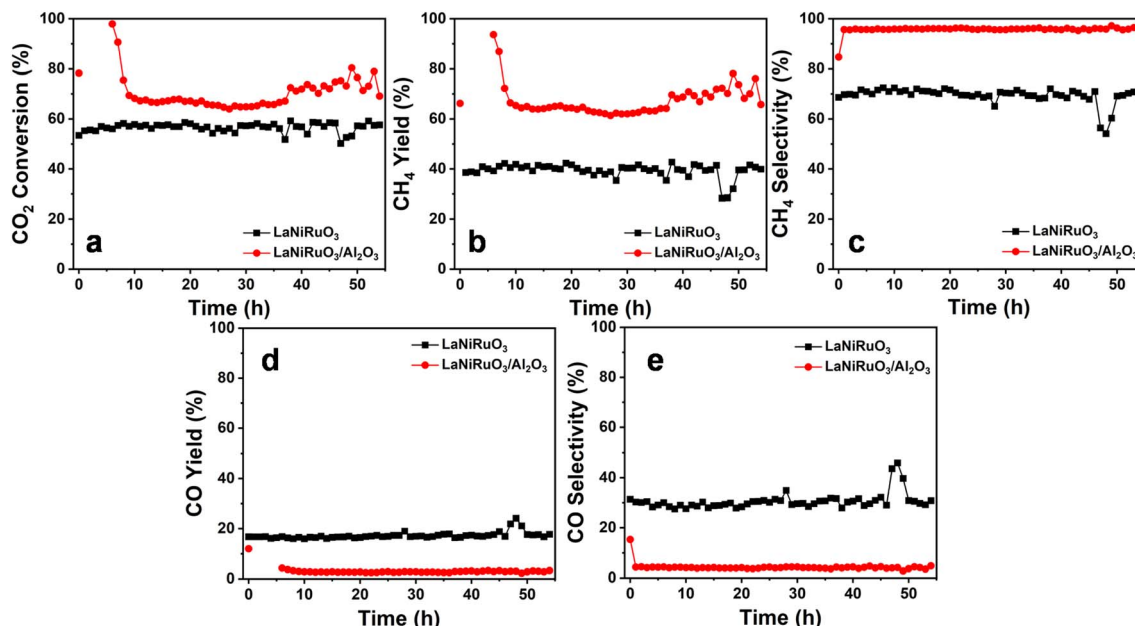 CO₂ Conversion (%)
100
80
60
40
20
0
a
LaNiRuO₃
LaNiRuO₃/Al₂O₃
0 10 20 30 40 50
Time (h)
CH₄ Yield (%)
100
80
60
40
20
0
b
LaNiRuO₃
LaNiRuO₃/Al₂O₃
0 10 20 30 40 50
Time (h)
CH₄ Selectivity (%)
100
80
60
40
20
0
c
LaNiRuO₃
LaNiRuO₃/Al₂O₃
0 10 20 30 40 50
Time (h)
CO Yield (%)
100
80
60
40
20
0
d
LaNiRuO₃
LaNiRuO₃/Al₂O₃
0 10 20 30 40 50
Time (h)
CO Selectivity (%)
100
80
60
40
20
0
e
LaNiRuO₃
LaNiRuO₃/Al₂O₃
0 10 20 30 40 50
Time (h)